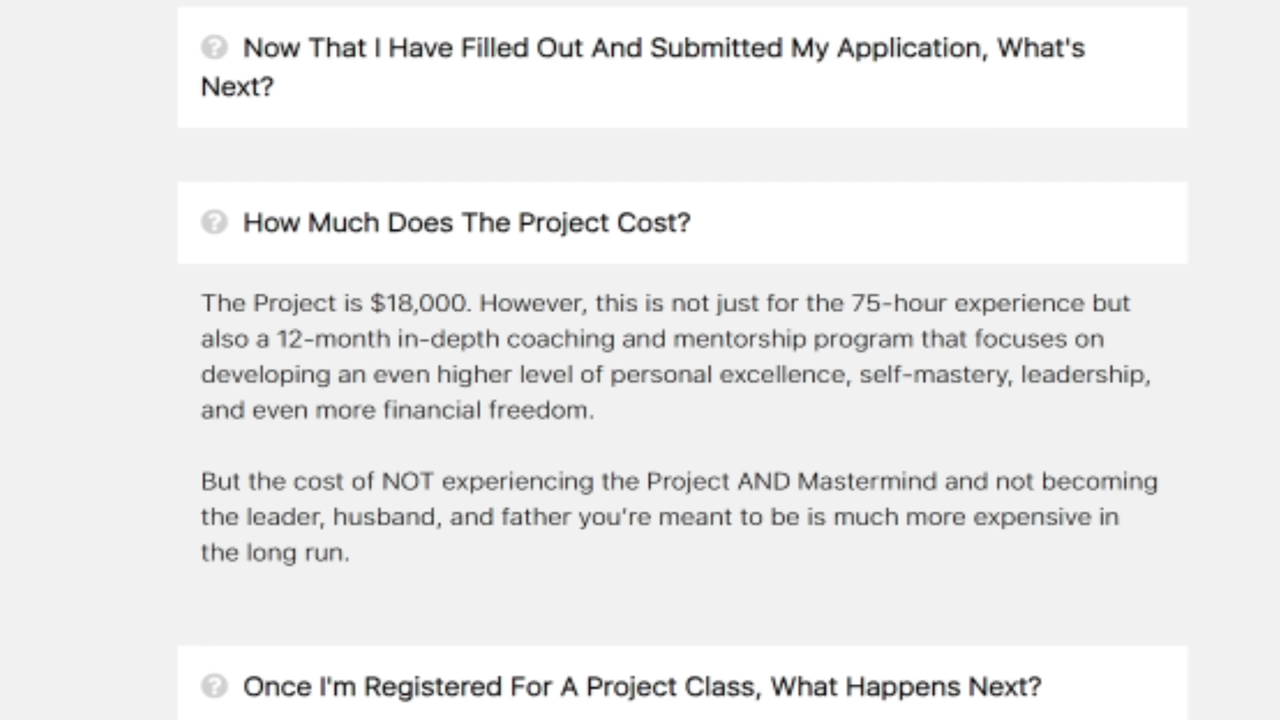 Now That I Have Filled Out And Submitted My Application, What's
Next?
How Much Does The Project Cost?
The Project is $18,000. However, this is not just for the 75-hour experience but
also a 12-month in-depth coaching and mentorship program that focuses on
developing an even higher level of personal excellence, self-mastery, leadership,
and even more financial freedom.
But the cost of NOT experiencing the Project AND Mastermind and not becoming
the leader, husband, and father you're meant to be is much more expensive in
the long run.
Once I'm Registered For A Project Class, What Happens Next?